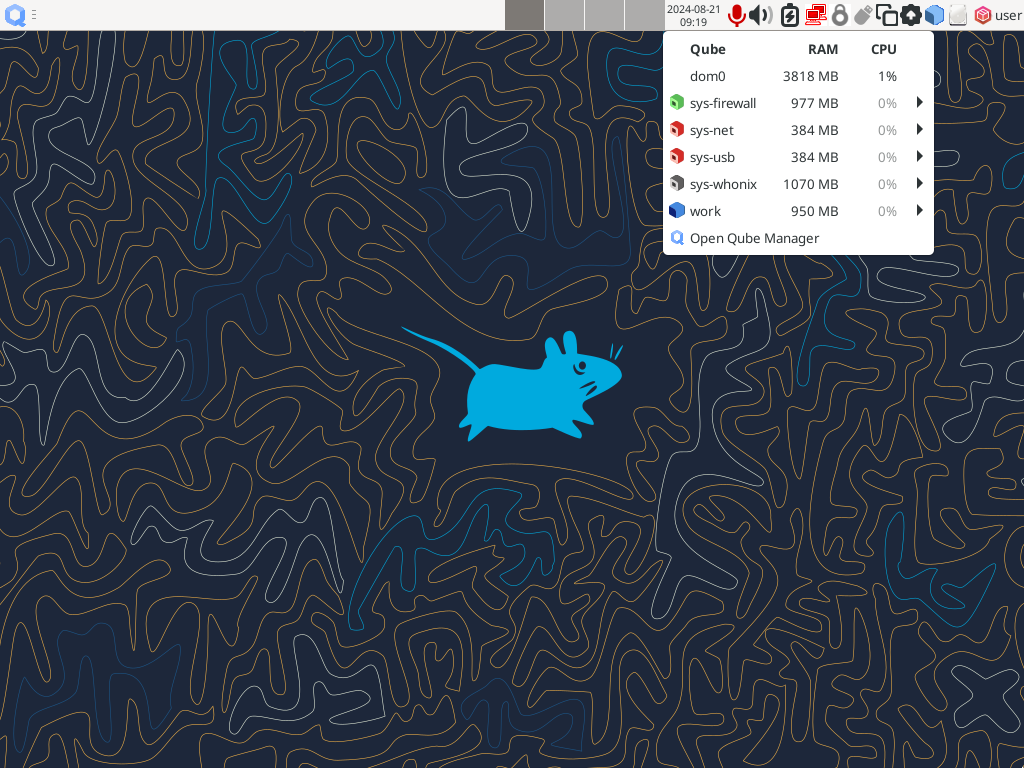 2024-08-21
09:19
user
Qube RAM CPU
dom0 3818 MB 1%
sys-firewall 977 MB 0%
sys-net 384 MB 0%
sys-usb 384 MB 0%
sys-whonix 1070 MB 0%
work 950 MB 0%
Open Qube Manager